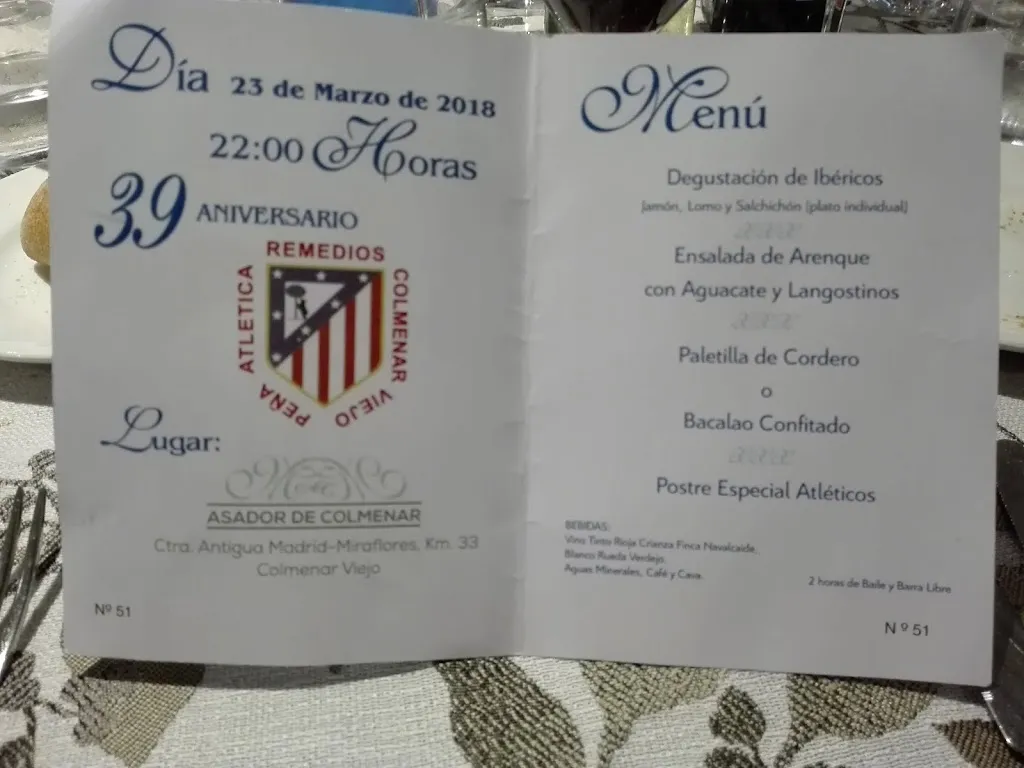 Día 23 de Marzo de 2018
22:00 Horas
39 ANIVERSARIO
PEÑA ATLETICA REMEDIOS COLMENAR VIEJO
Lugar:
ASADOR DE COLMENAR
Ctra. Antigua Madrid-Miraflores, Km. 33
Colmenar Viejo
Nº 51
Menú
Degustación de Ibéricos
Jamón, Lomo y Salchichón (plato individual)
Ensalada de Arenque
con Aguacate y Langostinos
Paletilla de Cordero
o
Bacalao Confitado
Postre Especial Atléticos
BEBIDAS:
Vino Tinto Rioja Crianza Finca Navalcaide.
Blanco Rueda Verdejo.
Aguas Minerales, Café y Cava.
2 horas de Baile y Barra Libre
Nº 51